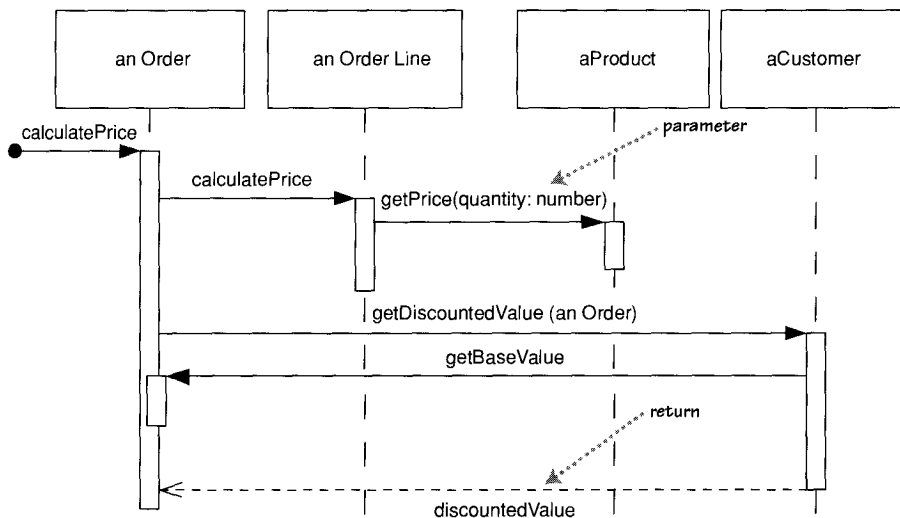 an Order
an Order Line
aProduct
aCustomer
parameter
calculatePrice
calculatePrice
getPrice(quantity: number)
getDiscountedValue (an Order)
getBaseValue
return
discountedValue